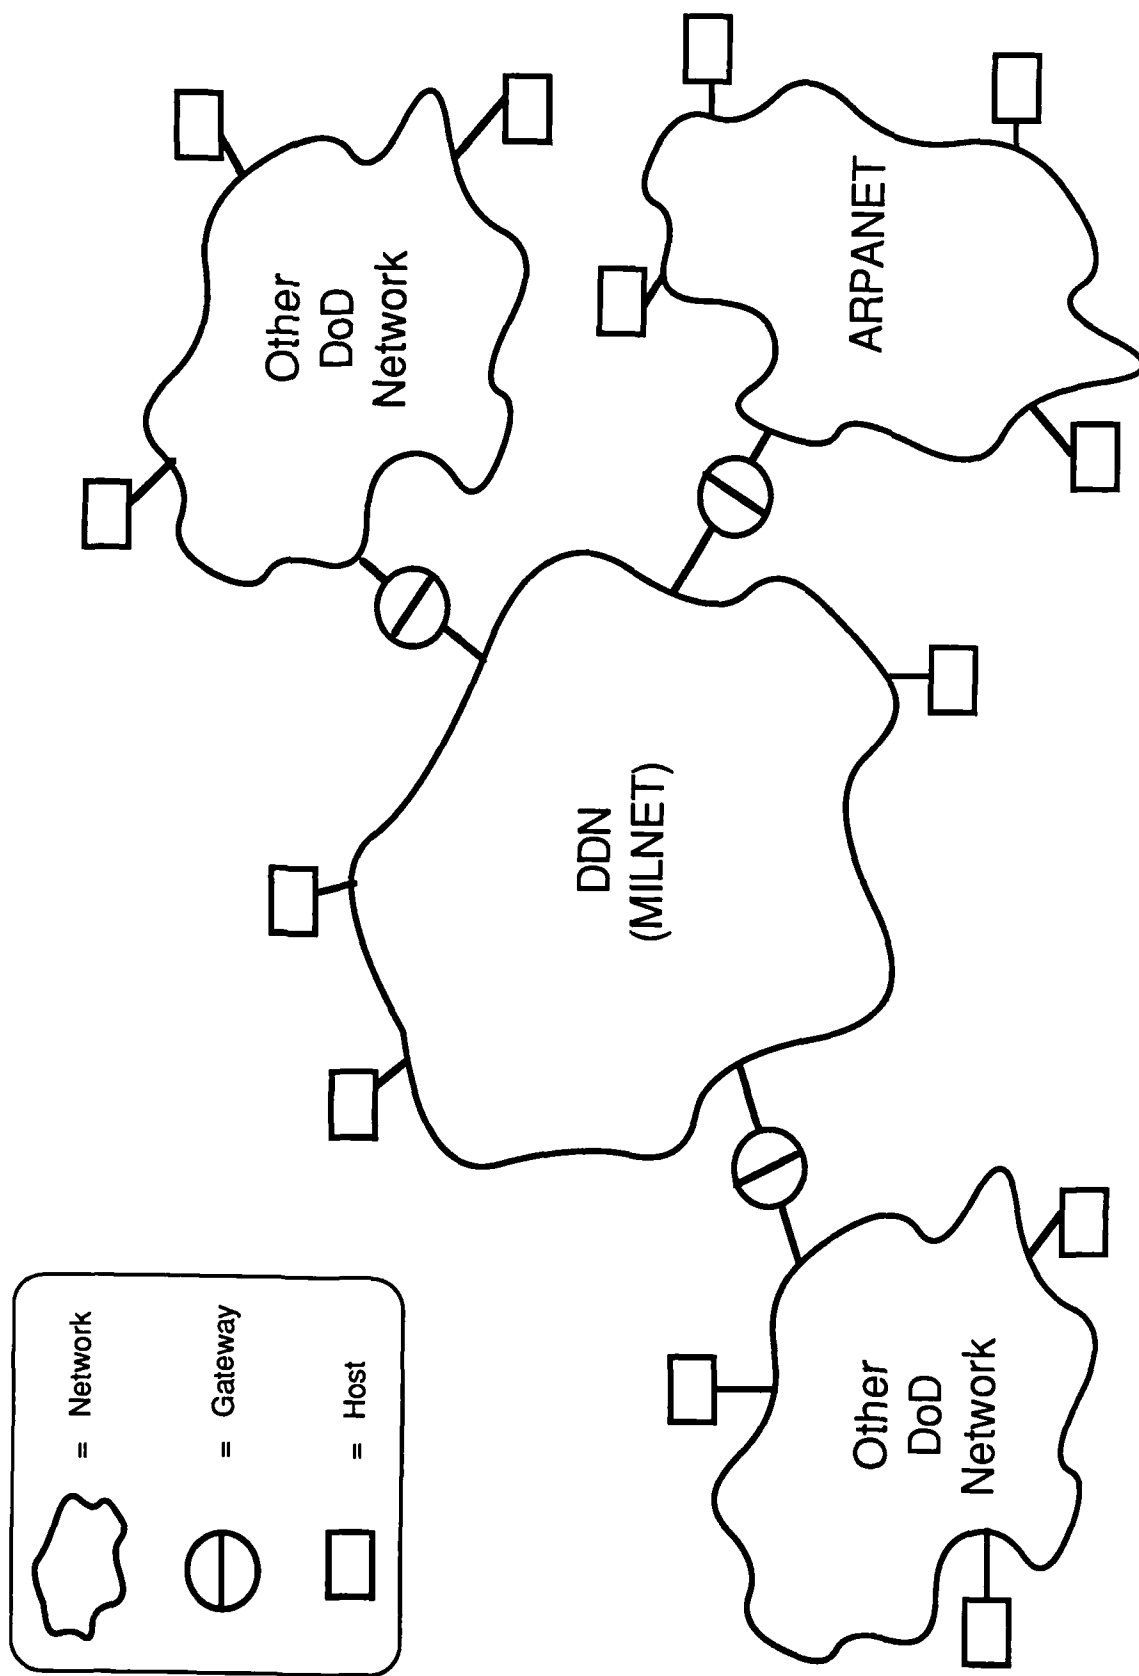 = Network
= Gateway
= Host
Other
DoD
Network
DDN
(MILNET)
ARPANET
Other
DoD
Network